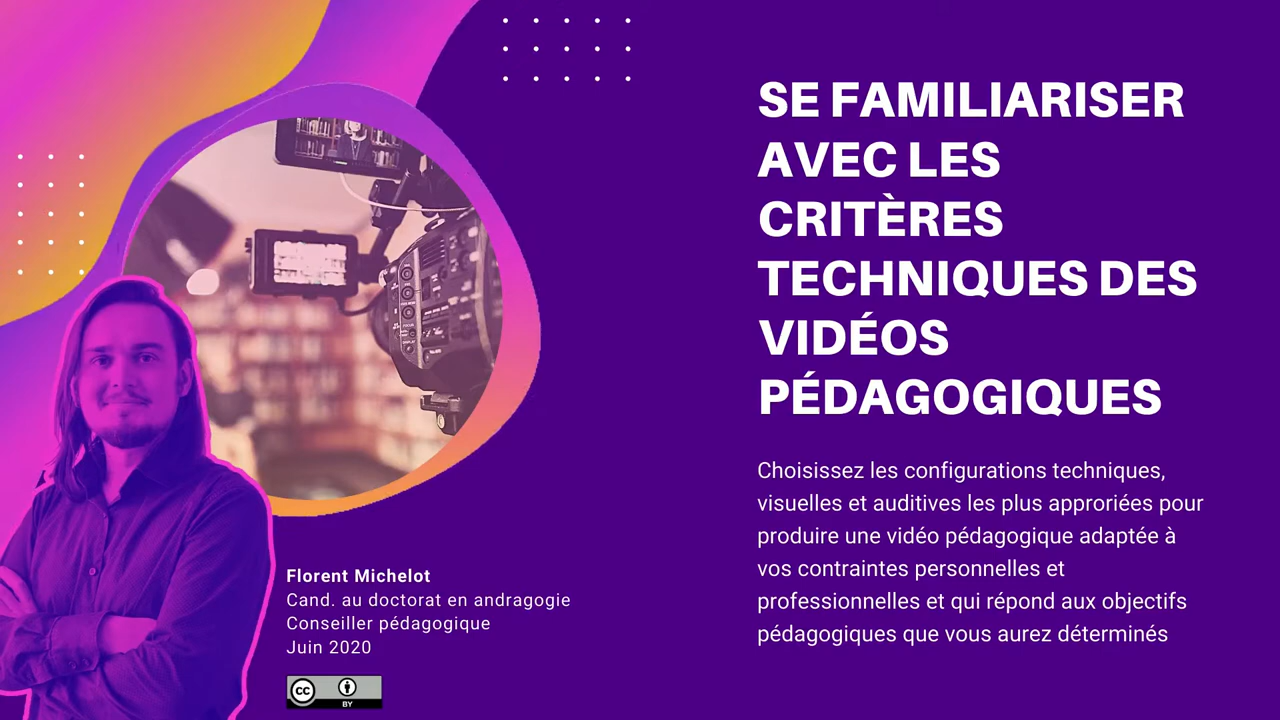 SE FAMILIARISER
AVEC LES
CRITÈRES
TECHNIQUES DES
VIDÉOS
PÉDAGOGIQUES
Choisissez les configurations techniques,
visuelles et auditives les plus approriées pour
produire une vidéo pédagogique adaptée à
vos contraintes personnelles et
professionnelles et qui répond aux objectifs
pédagogiques que vous aurez déterminés
Florent Michelot
Cand. au doctorat en andragogie
Conseiller pédagogique
Juin 2020
cc
BY